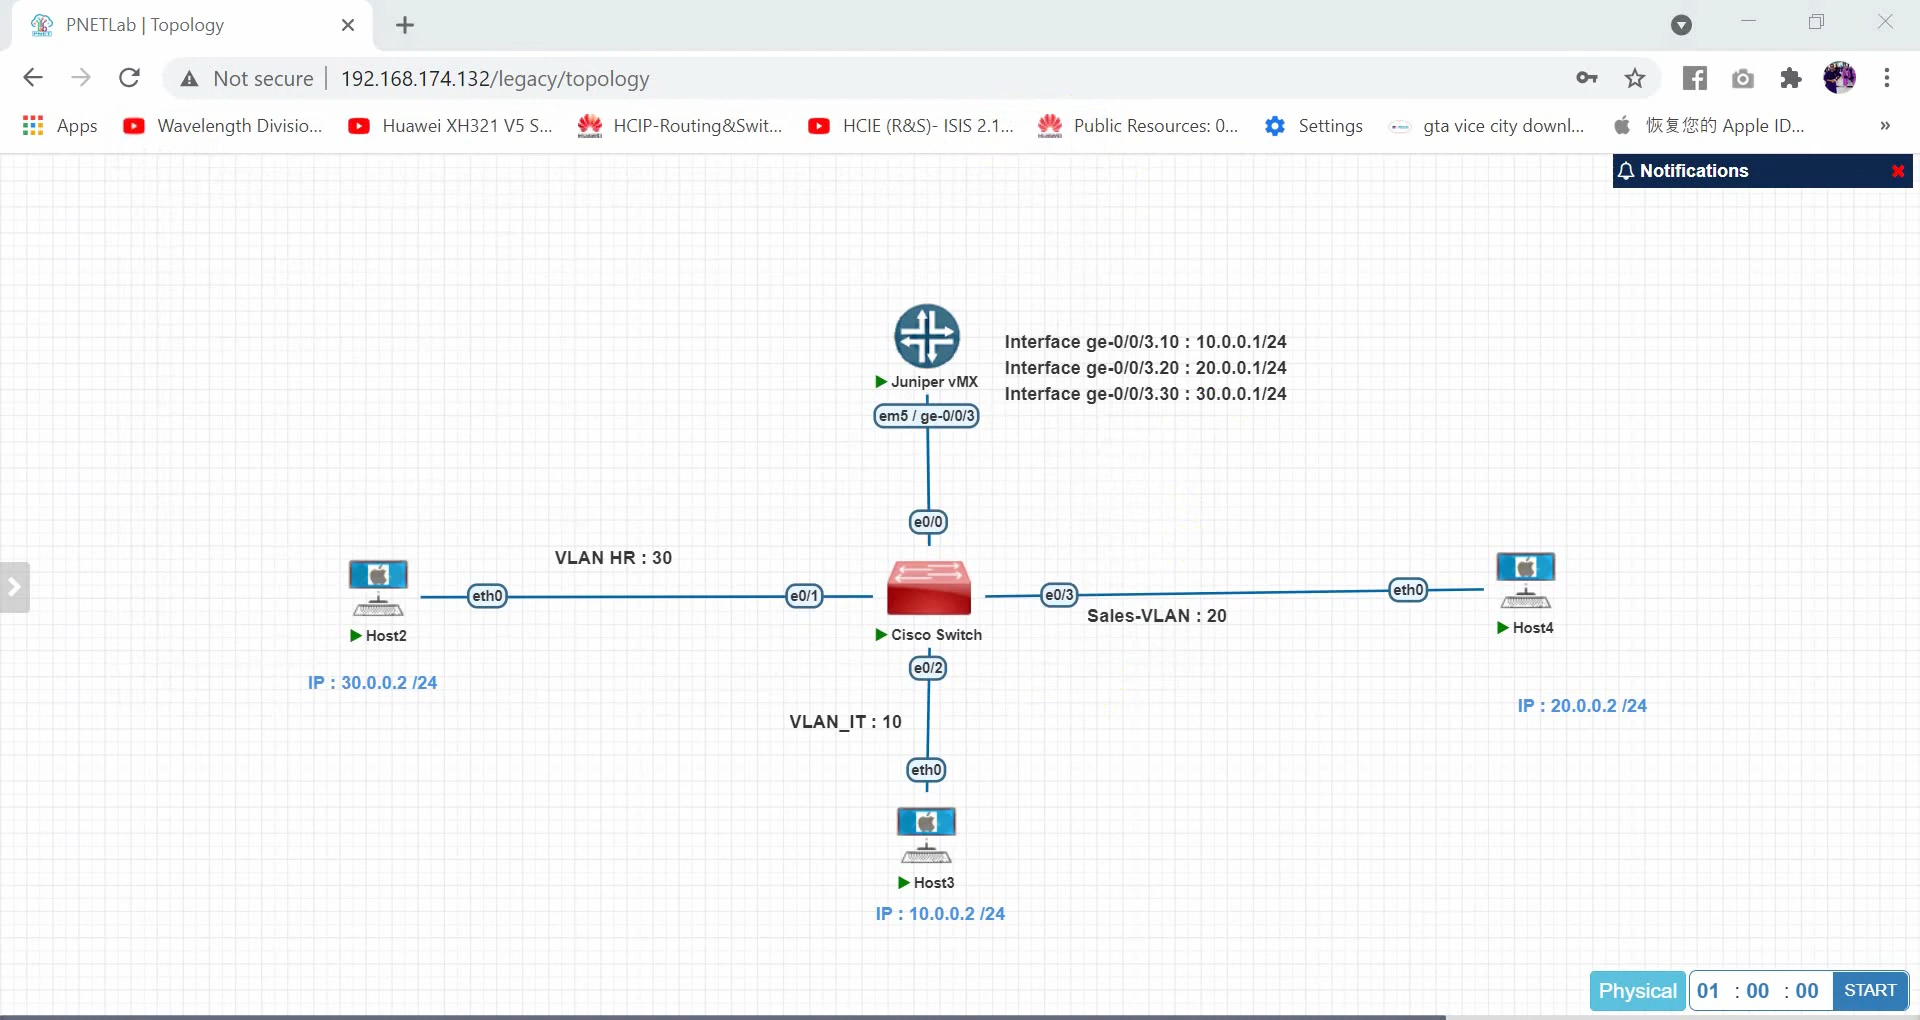 PNETLab | Topology
Not secure
192.168.174.132/legacy/topology
Apps
Wavelength Divisio...
Huawei XH321 V5 S...
HCIP-Routing&Swit...
HCIE (R&S)- ISIS 2.1...
Public Resources: 0...
Settings
gta vice city downl...
恢复您的 Apple ID...
»
Notifications
Interface ge-0/0/3.10 : 10.0.0.1/24
Interface ge-0/0/3.20 : 20.0.0.1/24
Interface ge-0/0/3.30 : 30.0.0.1/24
Juniper vMX
em5 / ge-0/0/3
e0/0
VLAN HR : 30
eth0
e0/1
e0/3
eth0
Sales-VLAN : 20
Host2
Cisco Switch
Host4
e0/2
IP : 30.0.0.2 /24
IP : 20.0.0.2 /24
VLAN_IT : 10
eth0
Host3
IP : 10.0.0.2 /24
Physical
01 : 00 : 00
START